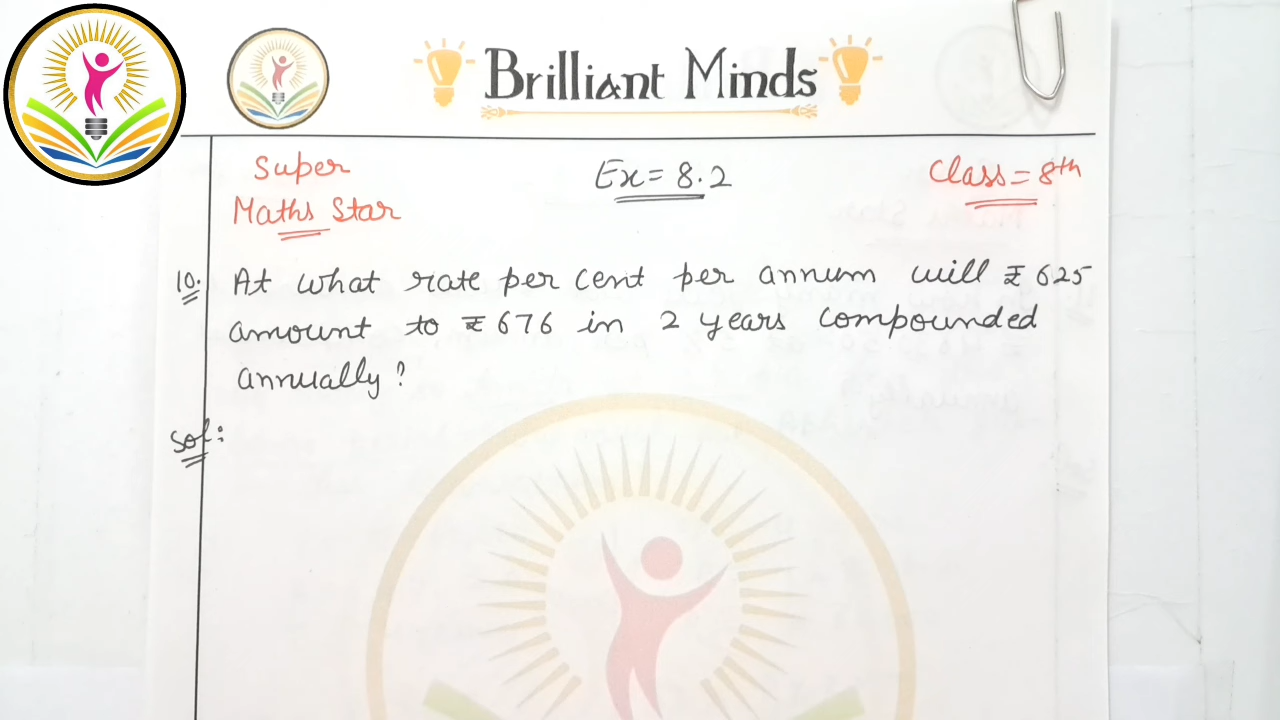 Brilliant Minds
Super
Maths Star
Ex = 8.2
Class = 8th
10. At what rate per cent per annum will ₹ 625
amount to ₹ 676 in 2 years compounded
annually?
Sol: